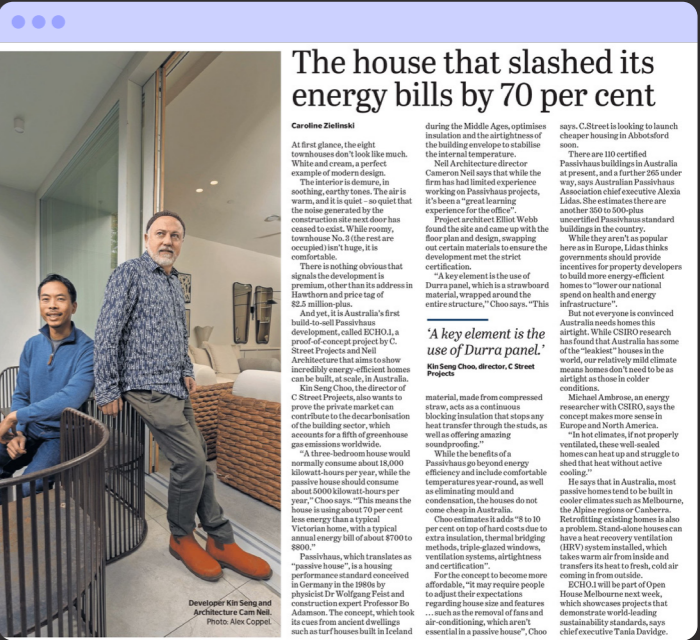 The house that slashed its
energy bills by 70 per cent
Caroline Zielinski
At first glance, the eight
townhouses don't look like much.
White and cream, a perfect
example of modern design.
The interior is demure, in
soothing, earthy tones. The air is
warm, and it is quiet – so quiet that
the noise generated by the
construction site next door has
ceased to exist. While roomy,
townhouse No. 3 (the rest are
occupied) isn't huge, it is
comfortable.
There is nothing obvious that
signals the development is
premium, other than its address in
Hawthorn and price tag of
$2.5 million-plus.
And yet, it is Australia's first
build-to-sell Passivhaus
development, called ECHO.1, a
proof-of-concept project by C.
Street Projects and Neil
Architecture that aims to show
incredibly energy-efficient homes
can be built, at scale, in Australia.
Kin Seng Choo, the director of
C Street Projects, also wants to
prove the private market can
contribute to the decarbonisation
of the building sector, which
accounts for a fifth of greenhouse
gas emissions worldwide.
"A three-bedroom house would
normally consume about 18,000
kilowatt-hours per year, while the
passive house should consume
about 5000 kilowatt-hours per
year," Choo says. "This means the
house is using about 70 per cent
less energy than a typical
Victorian home, with a typical
annual energy bill of about $700 to
$800."
Passivhaus, which translates as
"passive house", is a housing
performance standard conceived
in Germany in the 1980s by
physicist Dr Wolfgang Feist and
construction expert Professor Bo
Adamson. The concept, which took
its cues from ancient dwellings
such as turf houses built in Iceland
during the Middle Ages, optimises
insulation and the airtightness of
the building envelope to stabilise
the internal temperature.
Neil Architecture director
Cameron Neil says that while the
firm has had limited experience
working on Passivhaus projects,
it's been a "great learning
experience for the office".
Project architect Elliot Webb
found the site and came up with the
floor plan and design, swapping
out certain materials to ensure the
development met the strict
certification.
"A key element is the use of
Durra panel, which is a strawboard
material, wrapped around the
entire structure," Choo says. "This
'A key element is the
use of Durra panel.'
Kin Seng Choo, director, C Street
Projects
material, made from compressed
straw, acts as a continuous
blocking insulation that stops any
heat transfer through the studs, as
well as offering amazing
soundproofing."
While the benefits of a
Passivhaus go beyond energy
efficiency and include comfortable
temperatures year-round, as well
as eliminating mould and
condensation, the houses do not
come cheap in Australia.
Choo estimates it adds "8 to 10
per cent on top of hard costs due to
extra insulation, thermal bridging
methods, triple-glazed windows,
ventilation systems, airtightness
and certification".
For the concept to become more
affordable, "it may require people
to adjust their expectations
regarding house size and features
... such as the removal of fans and
air-conditioning, which aren't
essential in a passive house", Choo
says. C.Street is looking to launch
cheaper housing in Abbotsford
soon.
There are 110 certified
Passivhaus buildings in Australia
at present, and a further 265 under
way, says Australian Passivhaus
Association chief executive Alexia
Lidas. She estimates there are
another 350 to 500-plus
uncertified Passivhaus standard
buildings in the country.
While they aren't as popular
here as in Europe, Lidas thinks
governments should provide
incentives for property developers
to build more energy-efficient
homes to "lower our national
spend on health and energy
infrastructure".
But not everyone is convinced
Australia needs homes this
airtight. While CSIRO research
has found that Australia has some
of the "leakiest" houses in the
world, our relatively mild climate
means homes don't need to be as
airtight as those in colder
conditions.
Michael Ambrose, an energy
researcher with CSIRO, says the
concept makes more sense in
Europe and North America.
"In hot climates, if not properly
ventilated, these well-sealed
homes can heat up and struggle to
shed that heat without active
cooling."
He says that in Australia, most
passive homes tend to be built in
cooler climates such as Melbourne,
the Alpine regions or Canberra.
Retrofitting existing homes is also
a problem. Stand-alone houses can
have a heat recovery ventilation
(HRV) system installed, which
takes warm air from inside and
transfers its heat to fresh, cold air
coming in from outside.
ECHO.1 will be part of Open
House Melbourne next week,
which showcases projects that
demonstrate world-leading
sustainability standards, says
chief executive Tania Davidge.
Developer Kin Seng and
Architecture Cam Neil.
Photo: Alex Coppel.